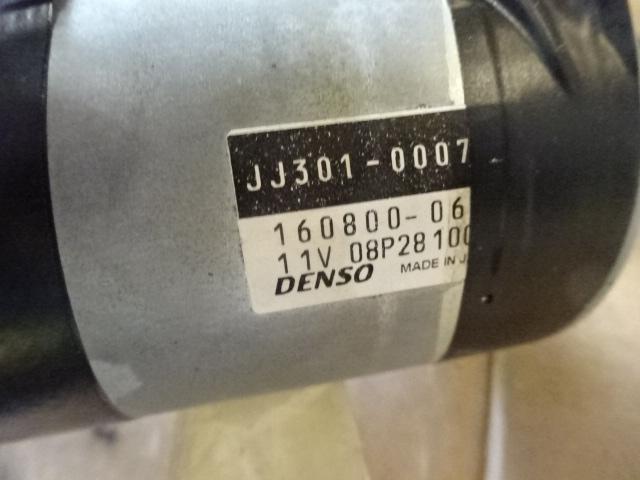 JJ301-0007
160800-06
11V 08P28100
DENSO MADE IN J